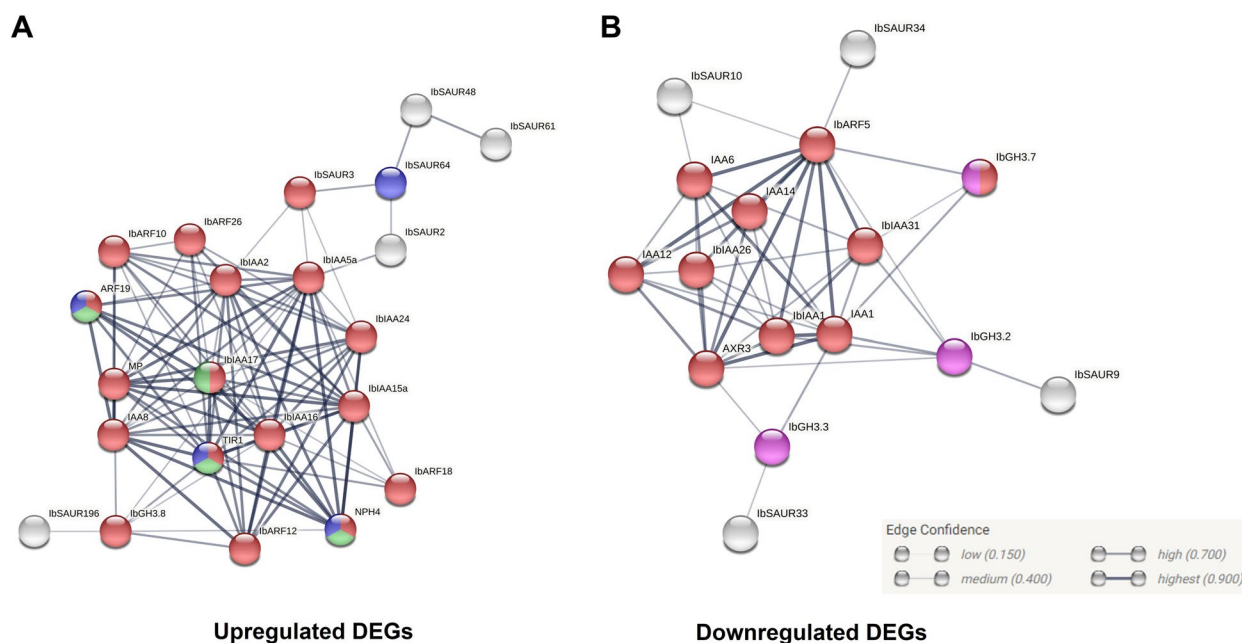 A
B
IbSAUR48
IbSAUR61
IbSAUR64
IbSAUR3
IbSAUR2
IbARF26
IbARF10
IbIAA2
IbIAA5a
ARF19
IbIAA24
IbIAA17
MP
IbIAA15a
IAA8
IbIAA16
TIR1
IbARF18
IbSAUR196
IbGH3.8
NPH4
IbARF12
Upregulated DEGs
IbSAUR34
IbSAUR10
IbARF5
IAA6
IbGH3.7
IAA14
IbIAA31
IAA12
IbIAA26
IbIAA1
IAA1
AXR3
IbGH3.2
IbSAUR9
IbGH3.3
IbSAUR33
Edge Confidence
low (0.150)
high (0.700)
medium (0.400)
highest (0.900)
Downregulated DEGs